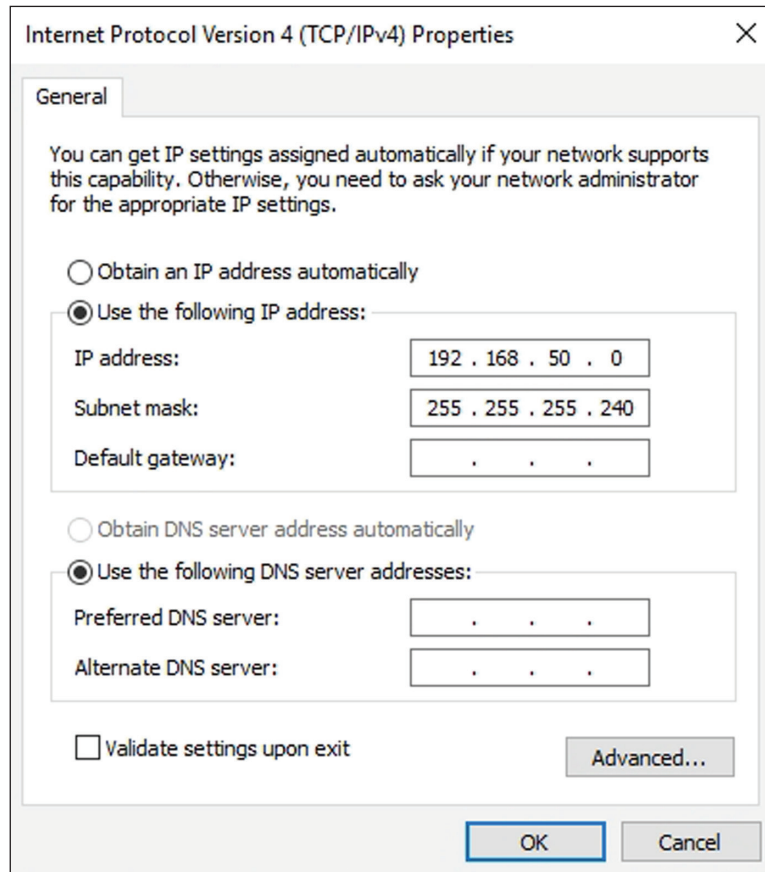 Internet Protocol Version 4 (TCP/IPv4) Properties
General
You can get IP settings assigned automatically if your network supports
this capability. Otherwise, you need to ask your network administrator
for the appropriate IP settings.
Obtain an IP address automatically
Use the following IP address:
IP address: 192 . 168 . 50 . 0
Subnet mask: 255 . 255 . 255 . 240
Default gateway: . . .
Obtain DNS server address automatically
Use the following DNS server addresses:
Preferred DNS server: . . .
Alternate DNS server: . . .
Validate settings upon exit
Advanced...
OK Cancel